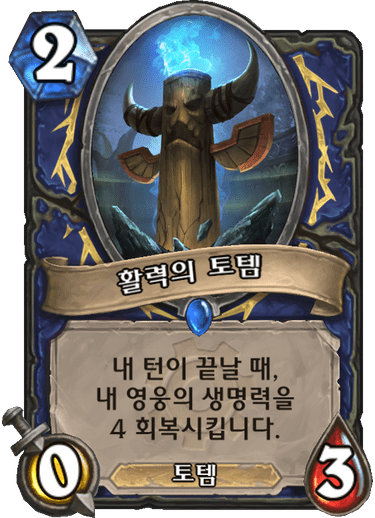 2
활력의 토템
내 턴이 끝날 때,
내 영웅의 생명력을
4 회복시킵니다.
0
토템
3